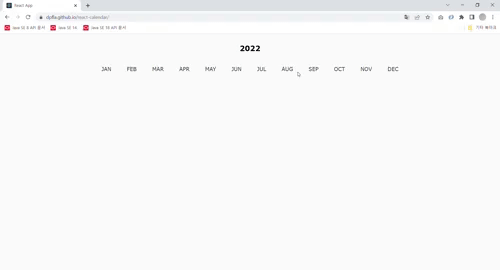 React App
dpfla.github.io/react-calendar/
Java SE 8 API 문서 Java SE 14 Java SE 16 API 문서 기타 북마크
2022
JAN FEB MAR APR MAY JUN JUL AUG SEP OCT NOV DEC